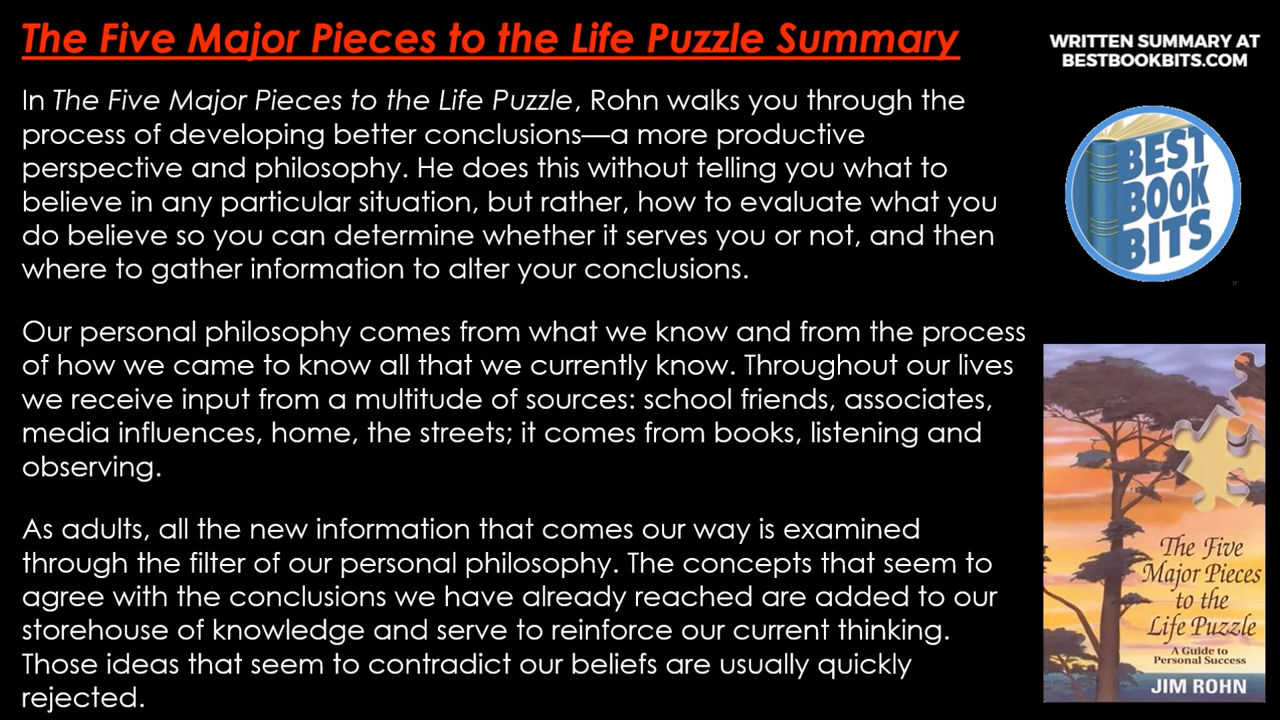 The Five Major Pieces to the Life Puzzle Summary
In The Five Major Pieces to the Life Puzzle, Rohn walks you through the
process of developing better conclusions—a more productive
perspective and philosophy. He does this without telling you what to
believe in any particular situation, but rather, how to evaluate what you
do believe so you can determine whether it serves you or not, and then
where to gather information to alter your conclusions.
Our personal philosophy comes from what we know and from the process
of how we came to know all that we currently know. Throughout our lives
we receive input from a multitude of sources: school friends, associates,
media influences, home, the streets; it comes from books, listening and
observing.
As adults, all the new information that comes our way is examined
through the filter of our personal philosophy. The concepts that seem to
agree with the conclusions we have already reached are added to our
storehouse of knowledge and serve to reinforce our current thinking.
Those ideas that seem to contradict our beliefs are usually quickly
rejected.
WRITTEN SUMMARY AT
BESTBOOKBITS.COM
BEST
BOOK
BITS
The Five
Major Pieces
to the
Life Puzzle
A Guide to
Personal Success
JIM ROHN